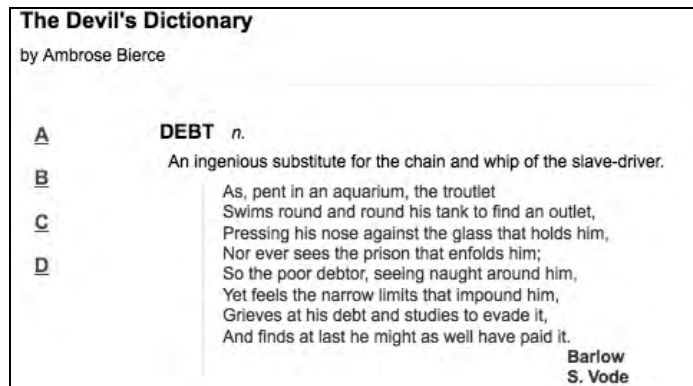 The Devil's Dictionary
by Ambrose Bierce
A
B
C
D
DEBT n.
An ingenious substitute for the chain and whip of the slave-driver.
As, pent in an aquarium, the troutlet
Swims round and round his tank to find an outlet,
Pressing his nose against the glass that holds him,
Nor ever sees the prison that enfolds him;
So the poor debtor, seeing naught around him,
Yet feels the narrow limits that impound him,
Grieves at his debt and studies to evade it,
And finds at last he might as well have paid it.
Barlow
S. Vode